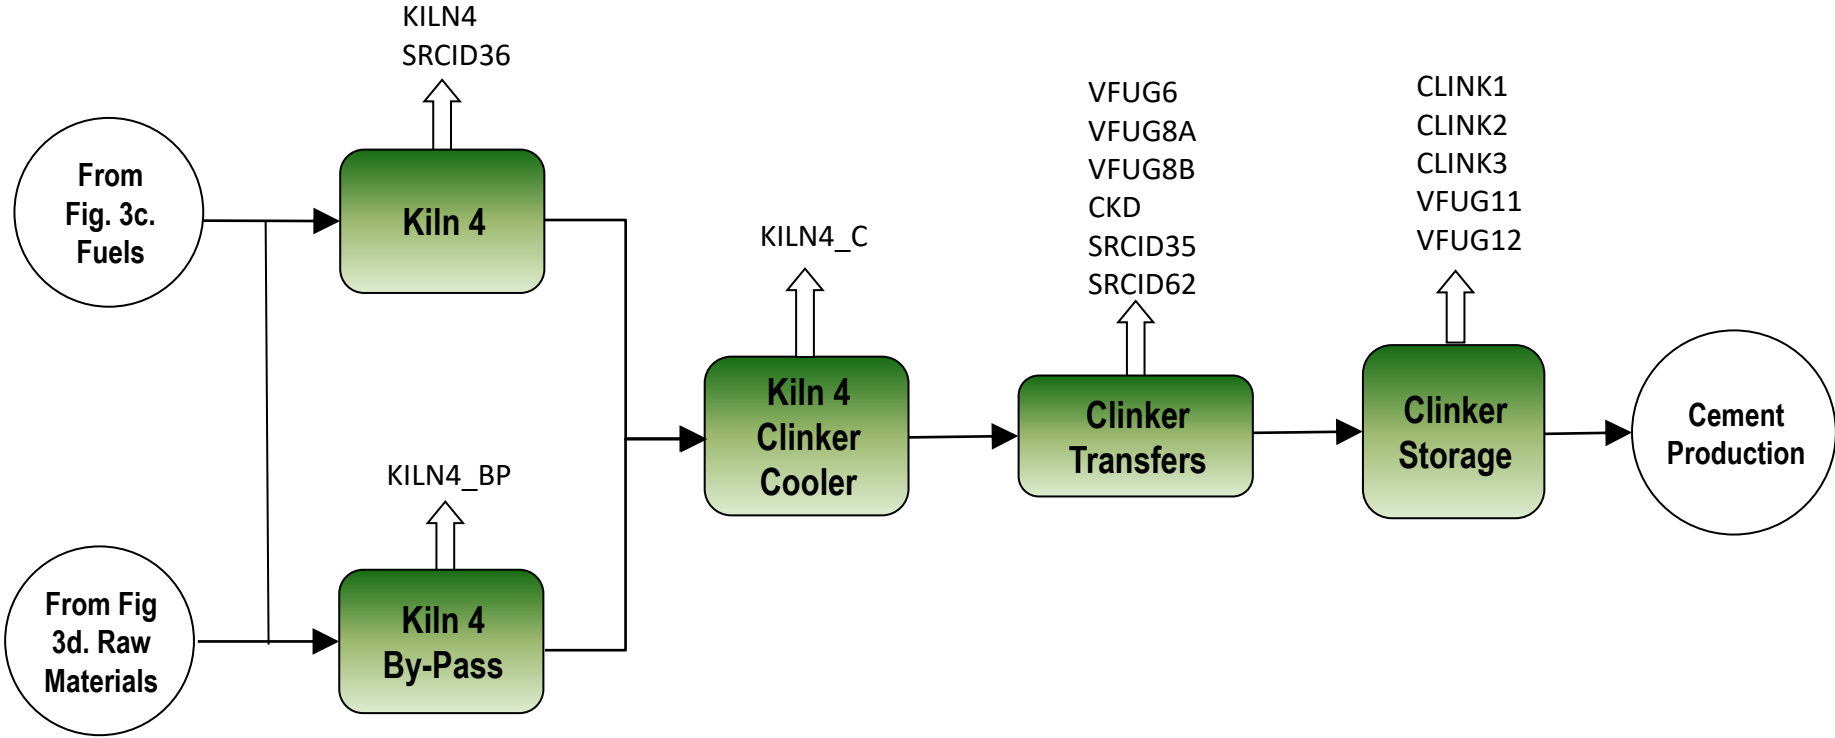 KILN4
SRCID36
From
Fig. 3c.
Fuels
Kiln 4
KILN4_BP
From Fig
3d. Raw
Materials
Kiln 4
By-Pass
KILN4_C
Kiln 4
Clinker
Cooler
VFUG6
VFUG8A
VFUG8B
CKD
SRCID35
SRCID62
Clinker
Transfers
CLINK1
CLINK2
CLINK3
VFUG11
VFUG12
Clinker
Storage
Cement
Production